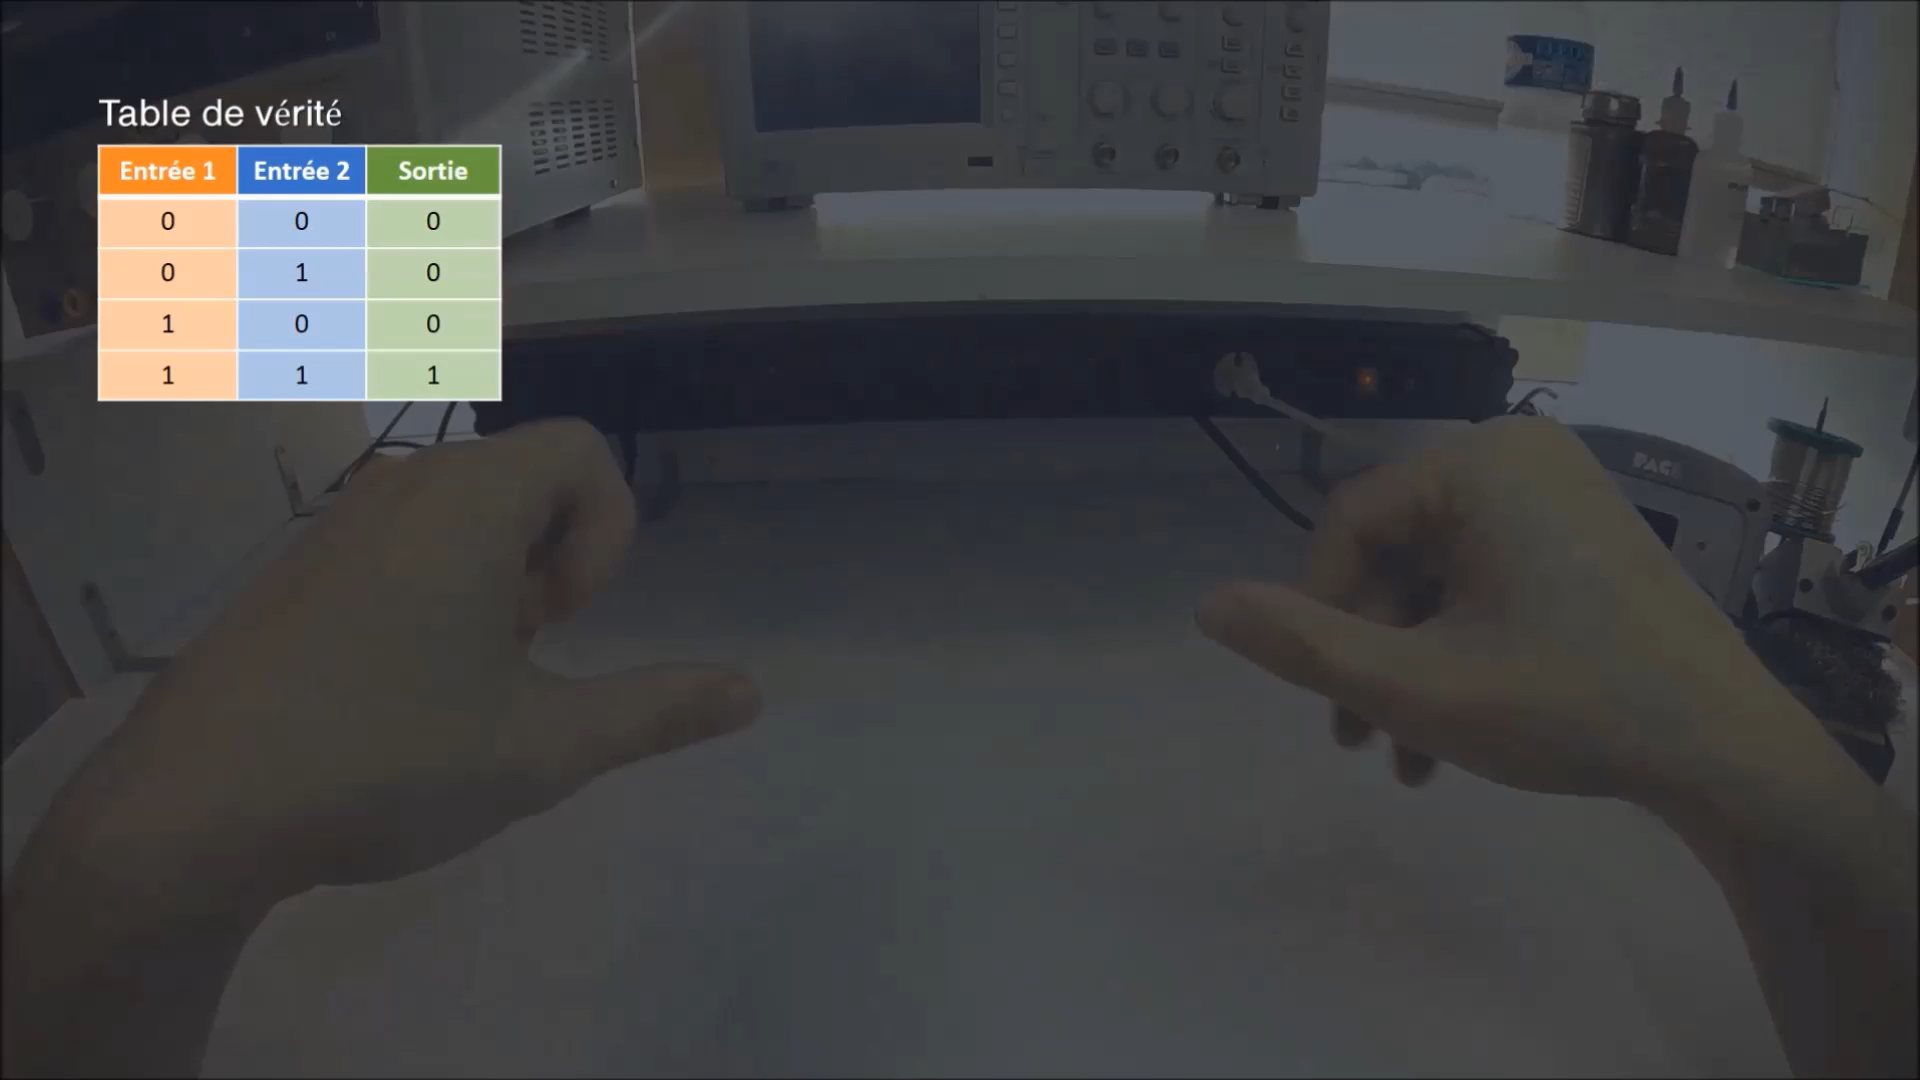 Table de vérité
Entrée 1 Entrée 2 Sortie
0 0 0
0 1 0
1 0 0
1 1 1